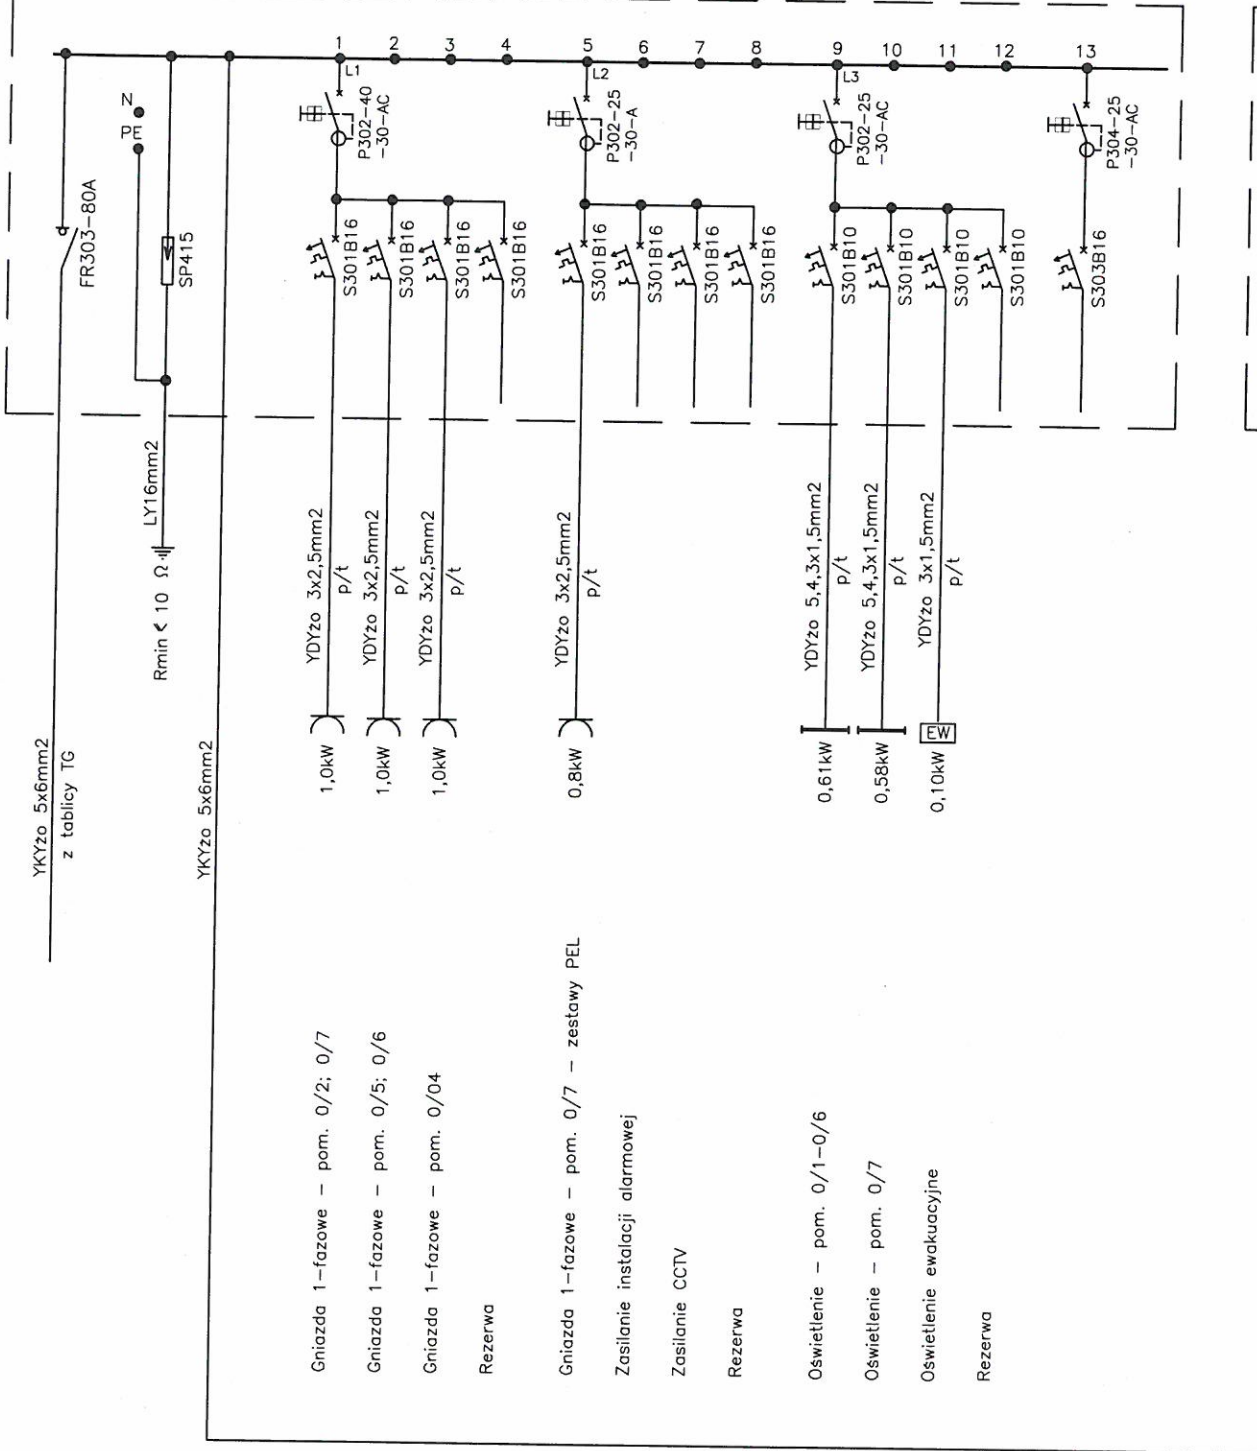 1
2
3
4
5
6
7
8
9
10
11
12
13
L1
L2
L3
N
PE
FR303-80A
SP415
P302-40
-30-AC
P302-25
-30-A
P302-25
-30-AC
P304-25
-30-AC
S301B16
S301B16
S301B16
S301B16
S301B16
S301B16
S301B16
S301B16
S301B10
S301B10
S301B10
S301B10
S303B16
LY16mm2
Rmin < 10 Ω
YKYżo 5x6mm2
z tablicy TG
YKYżo 5x6mm2
YDYżo 3x2,5mm2
p/t
YDYżo 3x2,5mm2
p/t
YDYżo 3x2,5mm2
p/t
YDYżo 3x2,5mm2
p/t
YDYżo 5,4,3x1,5mm2
p/t
YDYżo 5,4,3x1,5mm2
p/t
YDYżo 3x1,5mm2
p/t
1,0kW
1,0kW
1,0kW
0,8kW
0,61kW
0,58kW
EW
0,10kW
Gniazda 1-fazowe - pom. 0/2; 0/7
Gniazda 1-fazowe - pom. 0/5; 0/6
Gniazda 1-fazowe - pom. 0/04
Rezerwa
Gniazda 1-fazowe - pom. 0/7 - zestawy PEL
Zasilanie instalacji alarmowej
Zasilanie CCTV
Rezerwa
Oświetlenie - pom. 0/1-0/6
Oświetlenie - pom. 0/7
Oświetlenie ewakuacyjne
Rezerwa